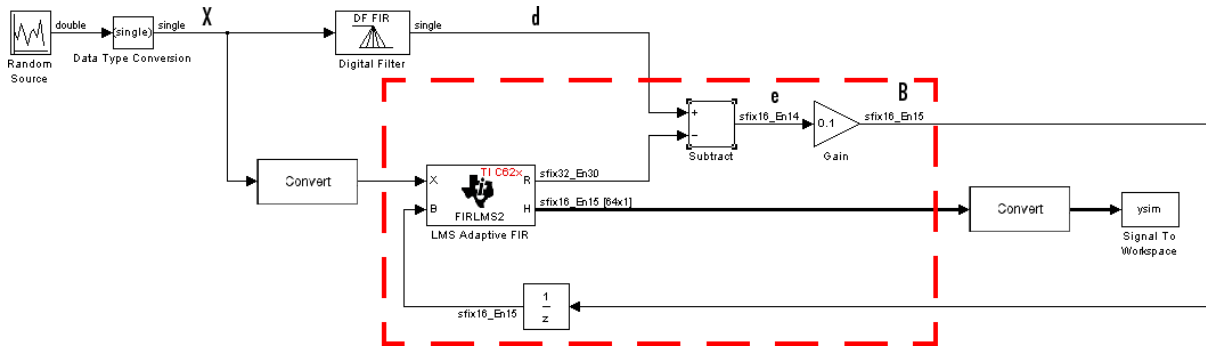 double
single
X
DF FIR
single
d
(single)
Random
Source
Data Type Conversion
Digital Filter
+
−
e
B
sfix16_En14
0.1
sfix16_En15
Subtract
Gain
Convert
X
TI C62x
R
sfix32_En30
B
FIRLMS2
H
sfix16_En15 [64x1]
LMS Adaptive FIR
Convert
ysim
Signal To
Workspace
1
z
sfix16_En15